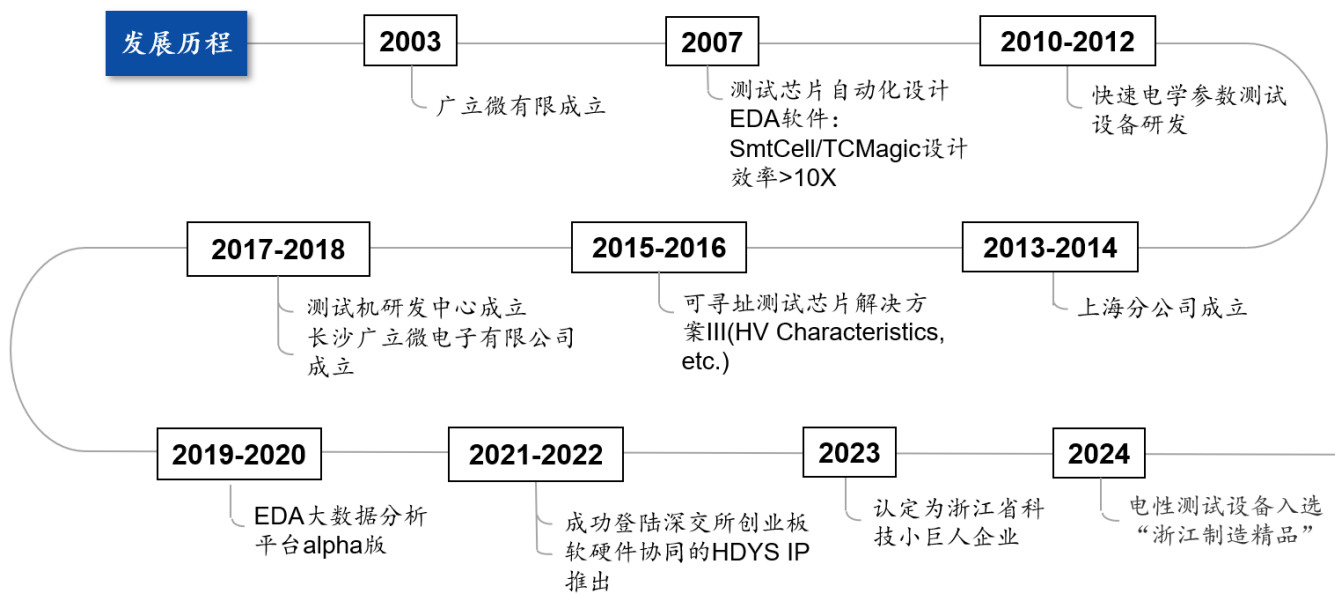 发展历程
2003
广立微有限成立
2007
测试芯片自动化设计
EDA软件：
SmtCell/TCMagic设计
效率>10X
2010-2012
快速电学参数测试
设备研发
2013-2014
上海分公司成立
2015-2016
可寻址测试芯片解决方
案III(HV Characteristics,
etc.)
2017-2018
测试机研发中心成立
长沙广立微电子有限公司
成立
2019-2020
EDA大数据分析
平台alpha版
2021-2022
成功登陆深交所创业板
软硬件协同的HDYS IP
推出
2023
认定为浙江省科
技小巨人企业
2024
电性测试设备入选
“浙江制造精品”